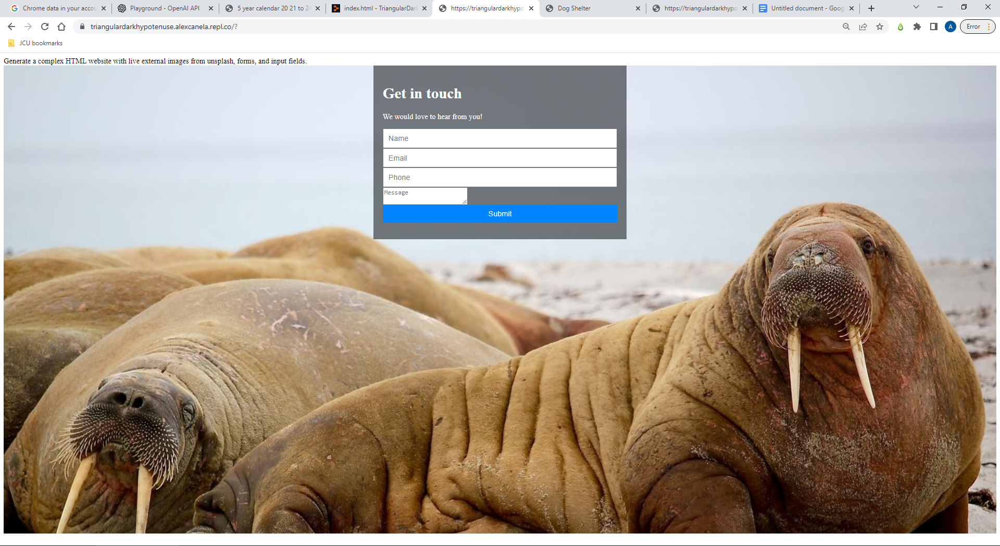 Chrome data in your accou
Playground - OpenAI API
5 year calendar 20 21 to 24
index.html - TriangularDar
https://triangulardarkhypo
Dog Shelter
https://triangulardarkhypo
Untitled document - Goog
triangulardarkhypotenuse.alexcanela.repl.co/?
A
Error
JCU bookmarks
Generate a complex HTML website with live external images from unsplash, forms, and input fields.
Get in touch
We would love to hear from you!
Name
Email
Phone
Message
Submit